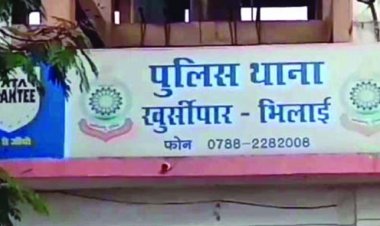 पुलिस थाना
खुर्सीपार - भिलाई
फोन 0788-2282008